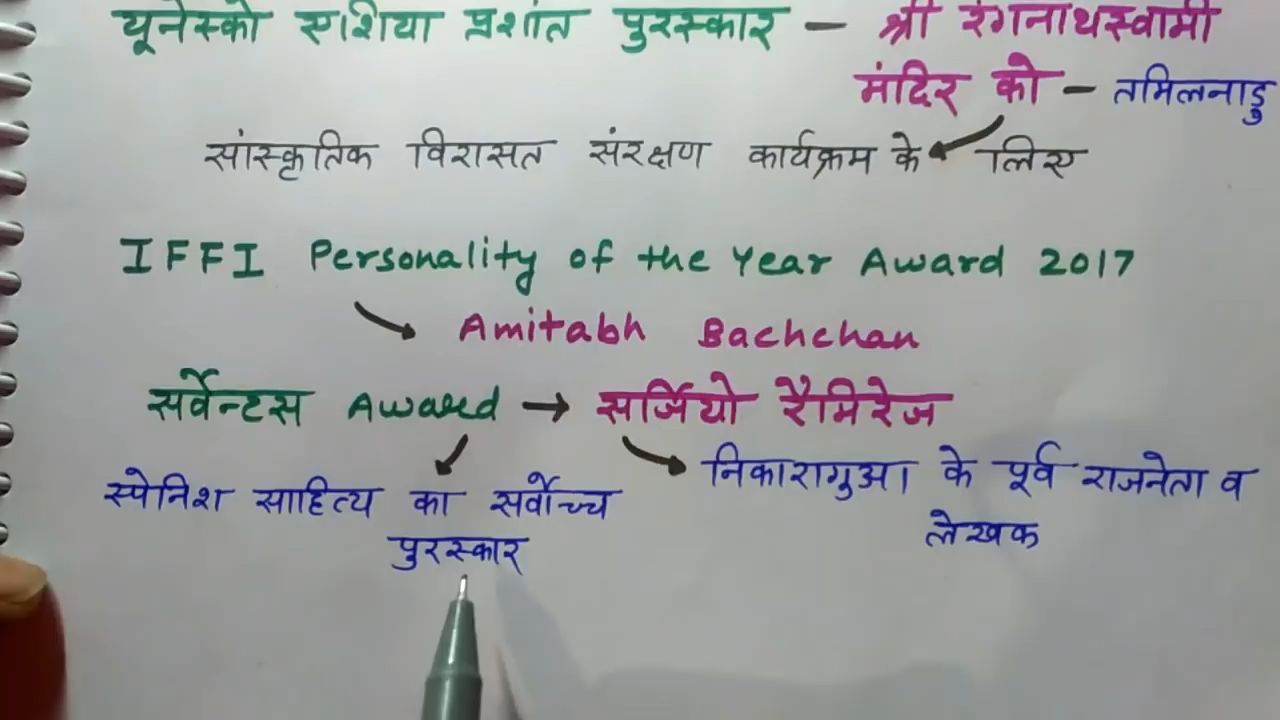 यूनेस्को एशिया प्रशांत पुरस्कार – श्री रंगनाथस्वामी
मंदिर को – तमिलनाडु
सांस्कृतिक विरासत संरक्षण कार्यक्रम के लिए
IFFI Personality of the Year Award 2017
Amitabh Bachchan
सर्वेन्टस Award → सर्जियो रैमिरेज
निकारागुआ के पूर्व राजनेता व
लेखक
स्पेनिश साहित्य का सर्वोच्च
पुरस्कार